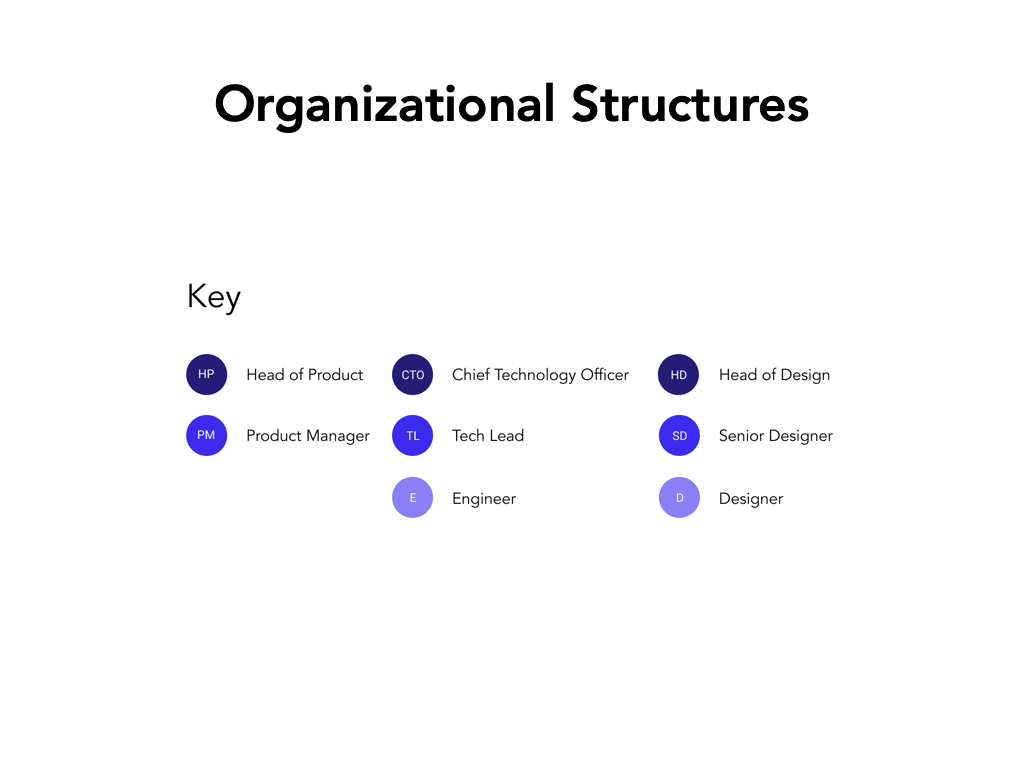 Organizational Structures
Key
HP Head of Product CTO Chief Technology Officer HD Head of Design
PM Product Manager TL Tech Lead SD Senior Designer
E Engineer D Designer